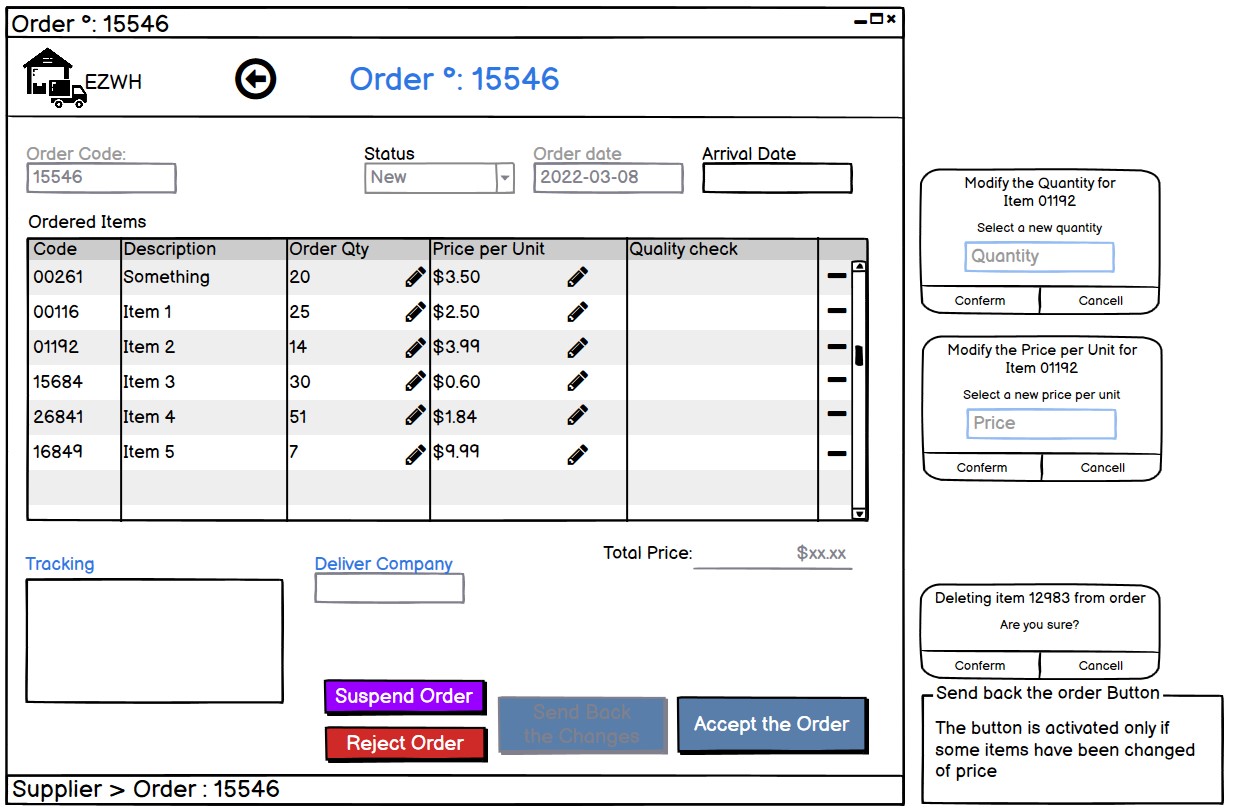 Order °: 15546
EZWH
Order °: 15546
Order Code:
15546
Status
New
Order date
2022-03-08
Arrival Date
Ordered Items
Code Description Order Qty Price per Unit Quality check
00261 Something 20 $3.50
00116 Item 1 25 $2.50
01192 Item 2 14 $3.99
15684 Item 3 30 $0.60
26841 Item 4 51 $1.84
16849 Item 5 7 $9.99
Total Price: $xx.xx
Tracking
Deliver Company
Suspend Order
Reject Order
Send Back
the Changes
Accept the Order
Supplier > Order : 15546
Modify the Quantity for
Item 01192
Select a new quantity
Quantity
Conferm Cancell
Modify the Price per Unit for
Item 01192
Select a new price per unit
Price
Conferm Cancell
Deleting item 12983 from order
Are you sure?
Conferm Cancell
Send back the order Button
The button is activated only if
some items have been changed
of price